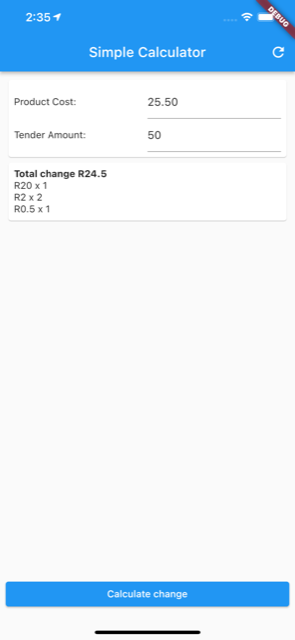 2:35
DEBUG
Simple Calculator
Product Cost: 25.50
Tender Amount: 50
Total change R24.5
R20 x 1
R2 x 2
R0.5 x 1
Calculate change